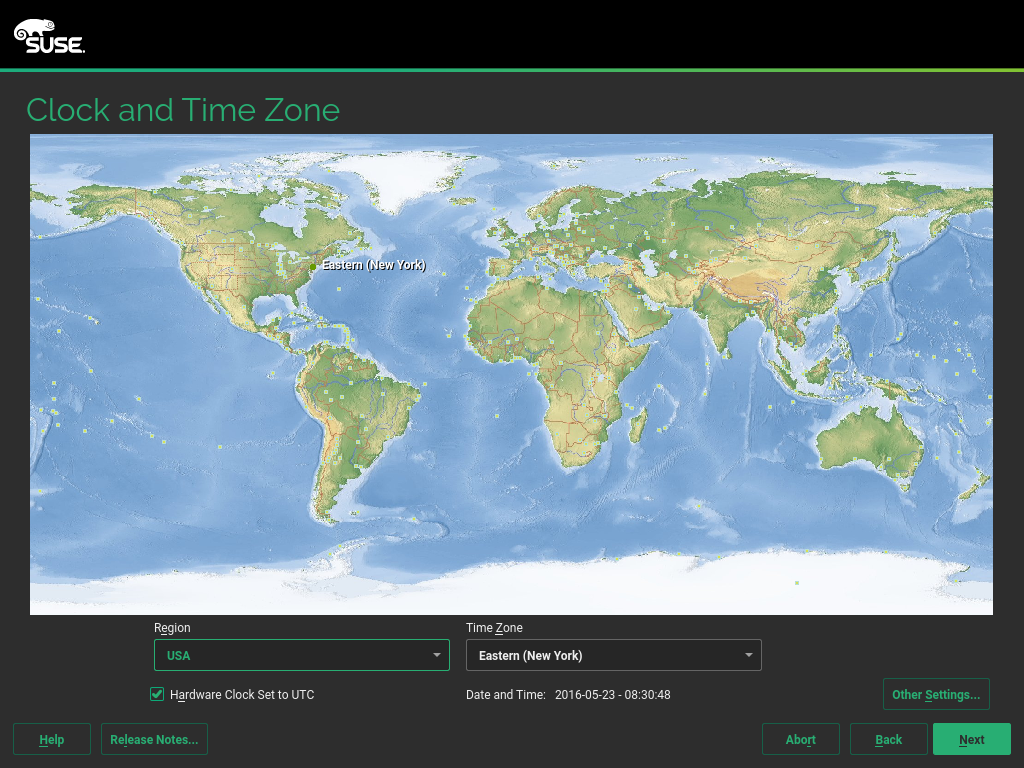 SUSE.
Clock and Time Zone
Eastern (New York)
Region
Time Zone
USA
Eastern (New York)
Hardware Clock Set to UTC
Date and Time: 2016-05-23 - 08:30:48
Other Settings...
Help
Release Notes...
Abort
Back
Next